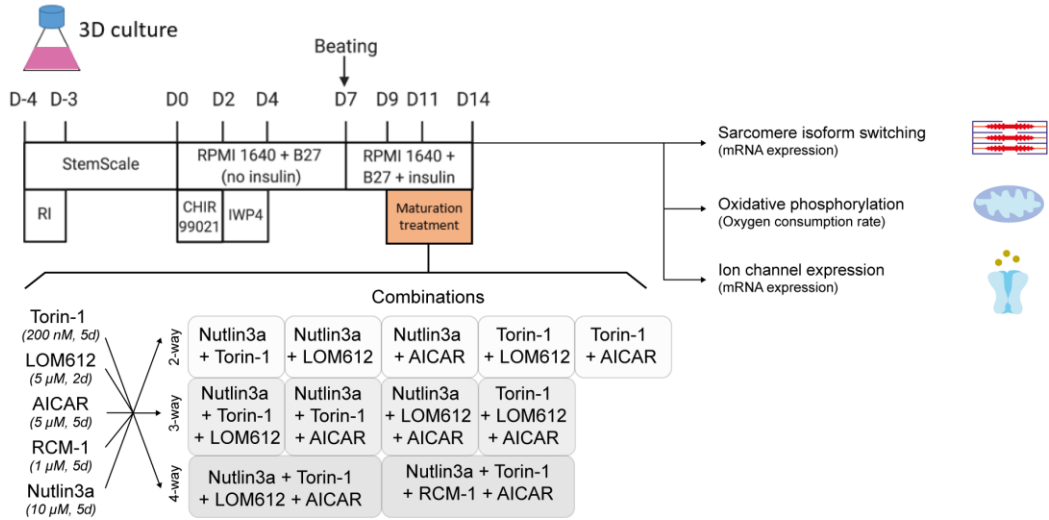 3D culture
Beating
D-4 D-3 D0 D2 D4 D7 D9 D11 D14
StemScale
RPMI 1640 + B27
(no insulin)
RPMI 1640 +
B27 + insulin
RI
CHIR
99021
IWP4
Maturation
treatment
Sarcomere isoform switching
(mRNA expression)
Oxidative phosphorylation
(Oxygen consumption rate)
Ion channel expression
(mRNA expression)
Combinations
Torin-1
(200 nM, 5d)
LOM612
(5 µM, 2d)
AICAR
(5 µM, 5d)
RCM-1
(1 µM, 5d)
Nutlin3a
(10 µM, 5d)
2-way
Nutlin3a
+ Torin-1
Nutlin3a
+ LOM612
Nutlin3a
+ AICAR
Torin-1
+ LOM612
Torin-1
+ AICAR
3-way
Nutlin3a
+ Torin-1
+ LOM612
Nutlin3a
+ Torin-1
+ AICAR
Nutlin3a
+ LOM612
+ AICAR
Torin-1
+ LOM612
+ AICAR
4-way
Nutlin3a + Torin-1
+ LOM612 + AICAR
Nutlin3a + Torin-1
+ RCM-1 + AICAR